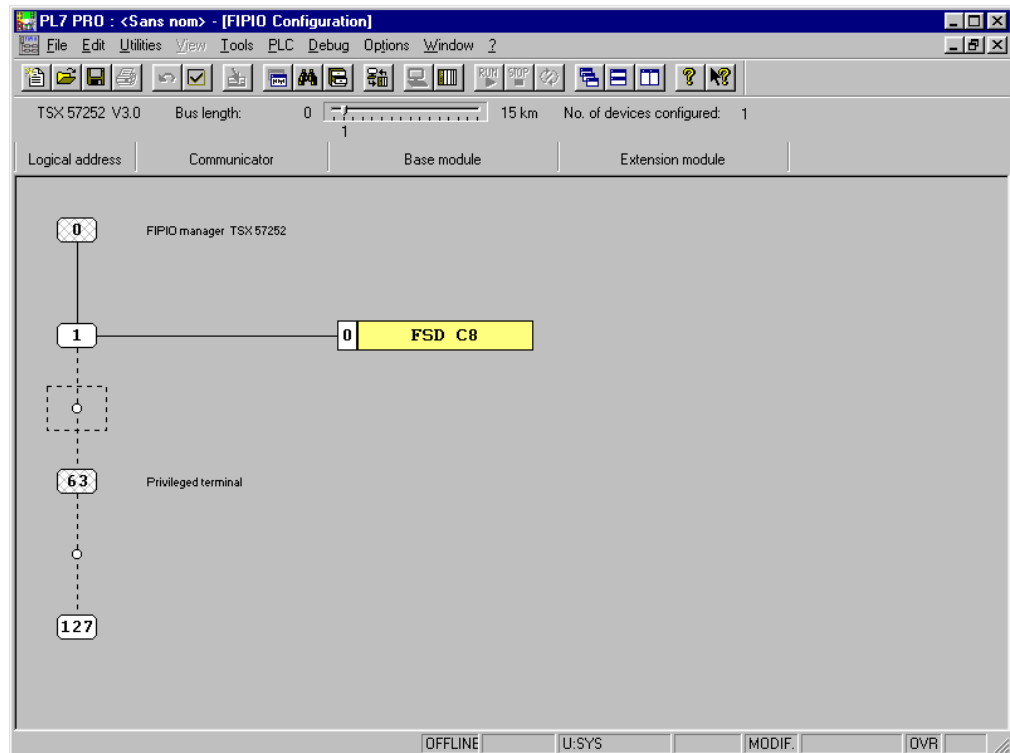 PL7 PRO : <Sans nom> - [FIPIO Configuration]
File Edit Utilities View Tools PLC Debug Options Window ?
RUN STOP
TSX 57252 V3.0 Bus length: 0 15 km No. of devices configured: 1
1
Logical address Communicator Base module Extension module
0 FIPIO manager TSX 57252
1 0 FSD C8
63 Privileged terminal
127
OFFLINE U:SYS MODIF. OVR